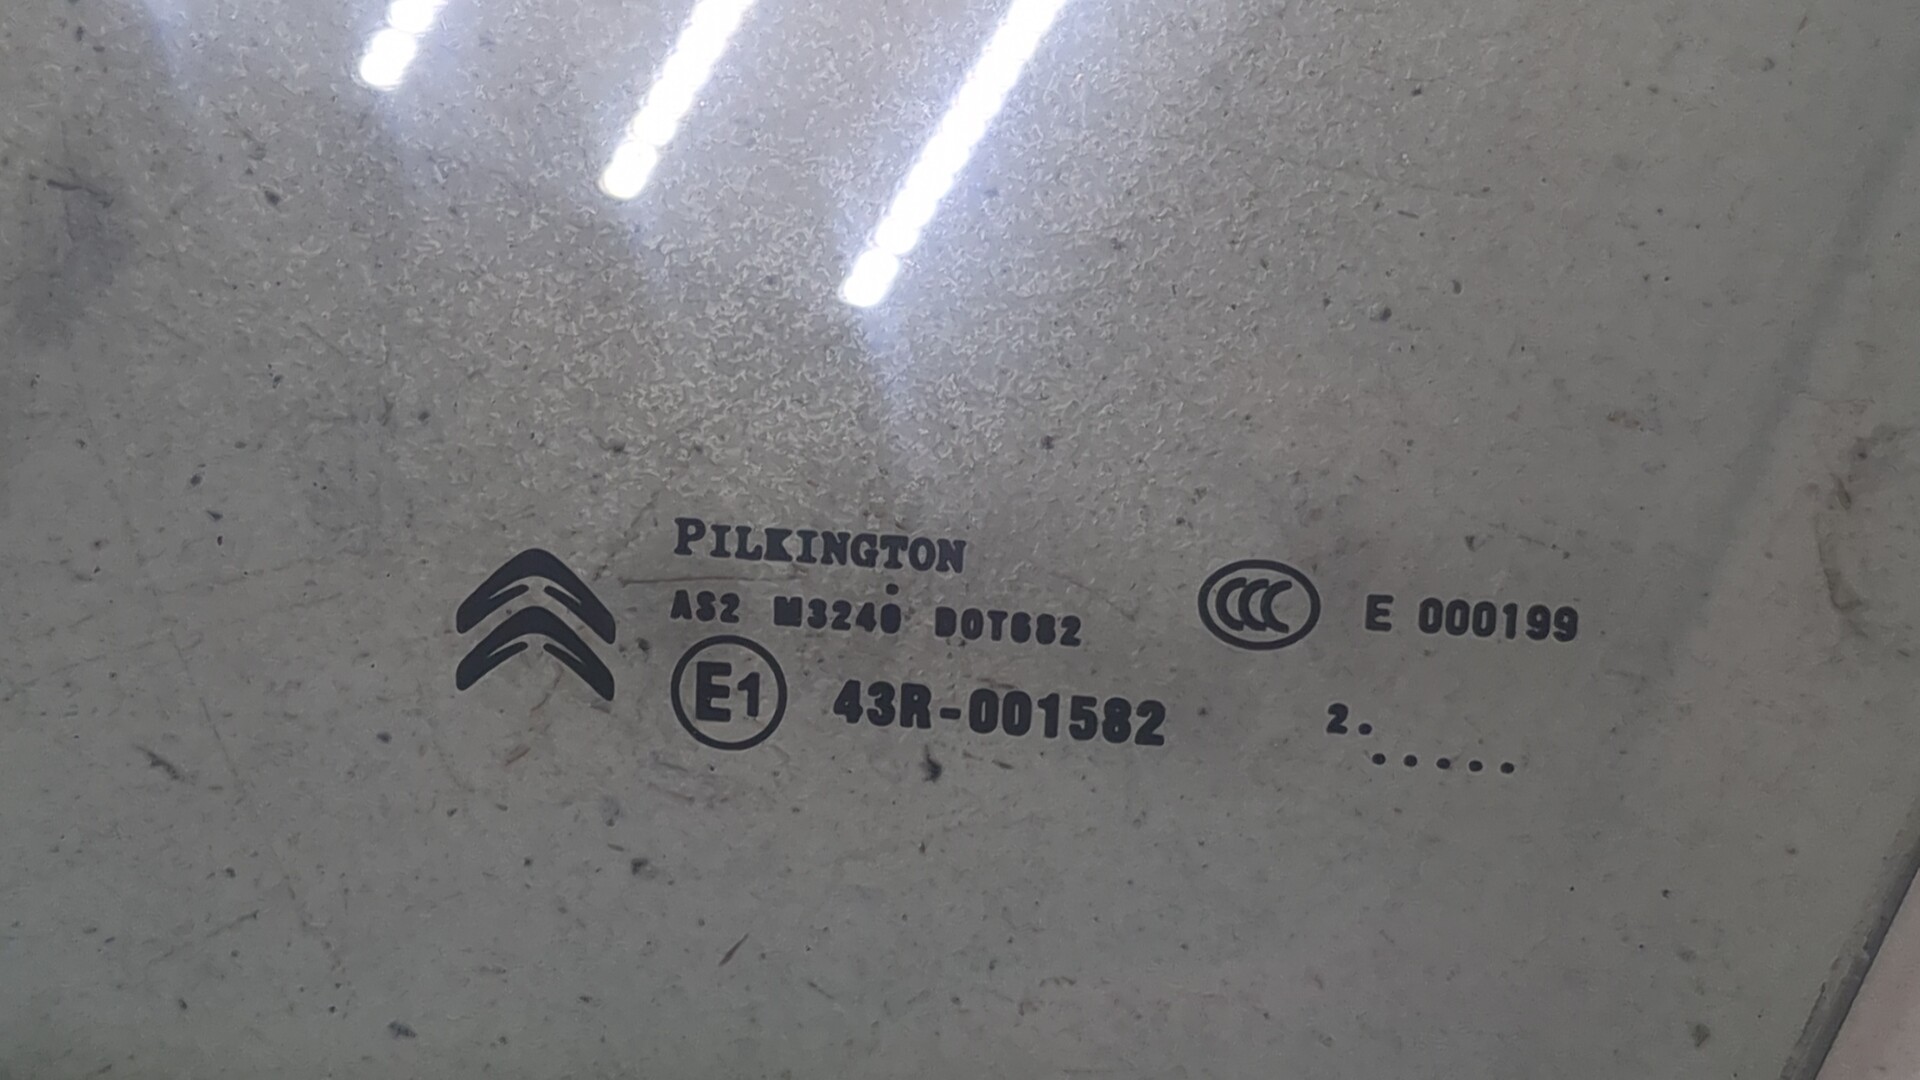 PILKINGTON
AS2 M3240 DOT682
E1 43R-001582
CCC E 000199
2. .....